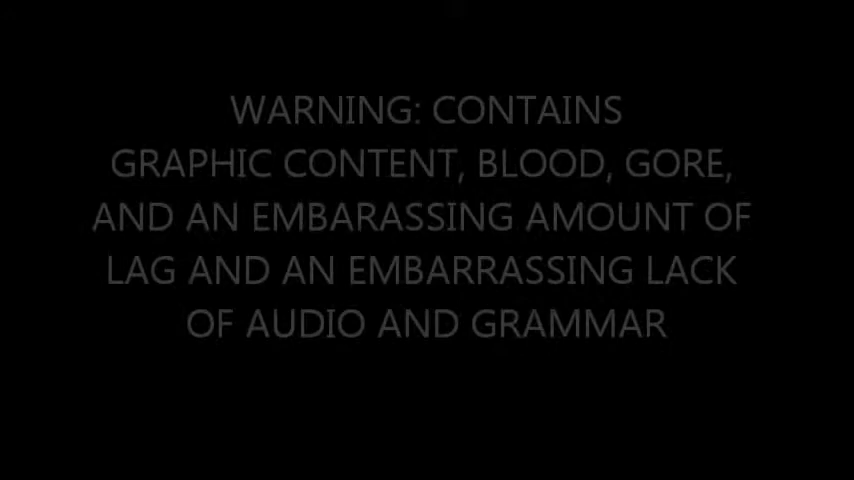 WARNING: CONTAINS
GRAPHIC CONTENT, BLOOD, GORE,
AND AN EMBARASSING AMOUNT OF
LAG AND AN EMBARRASSING LACK
OF AUDIO AND GRAMMAR